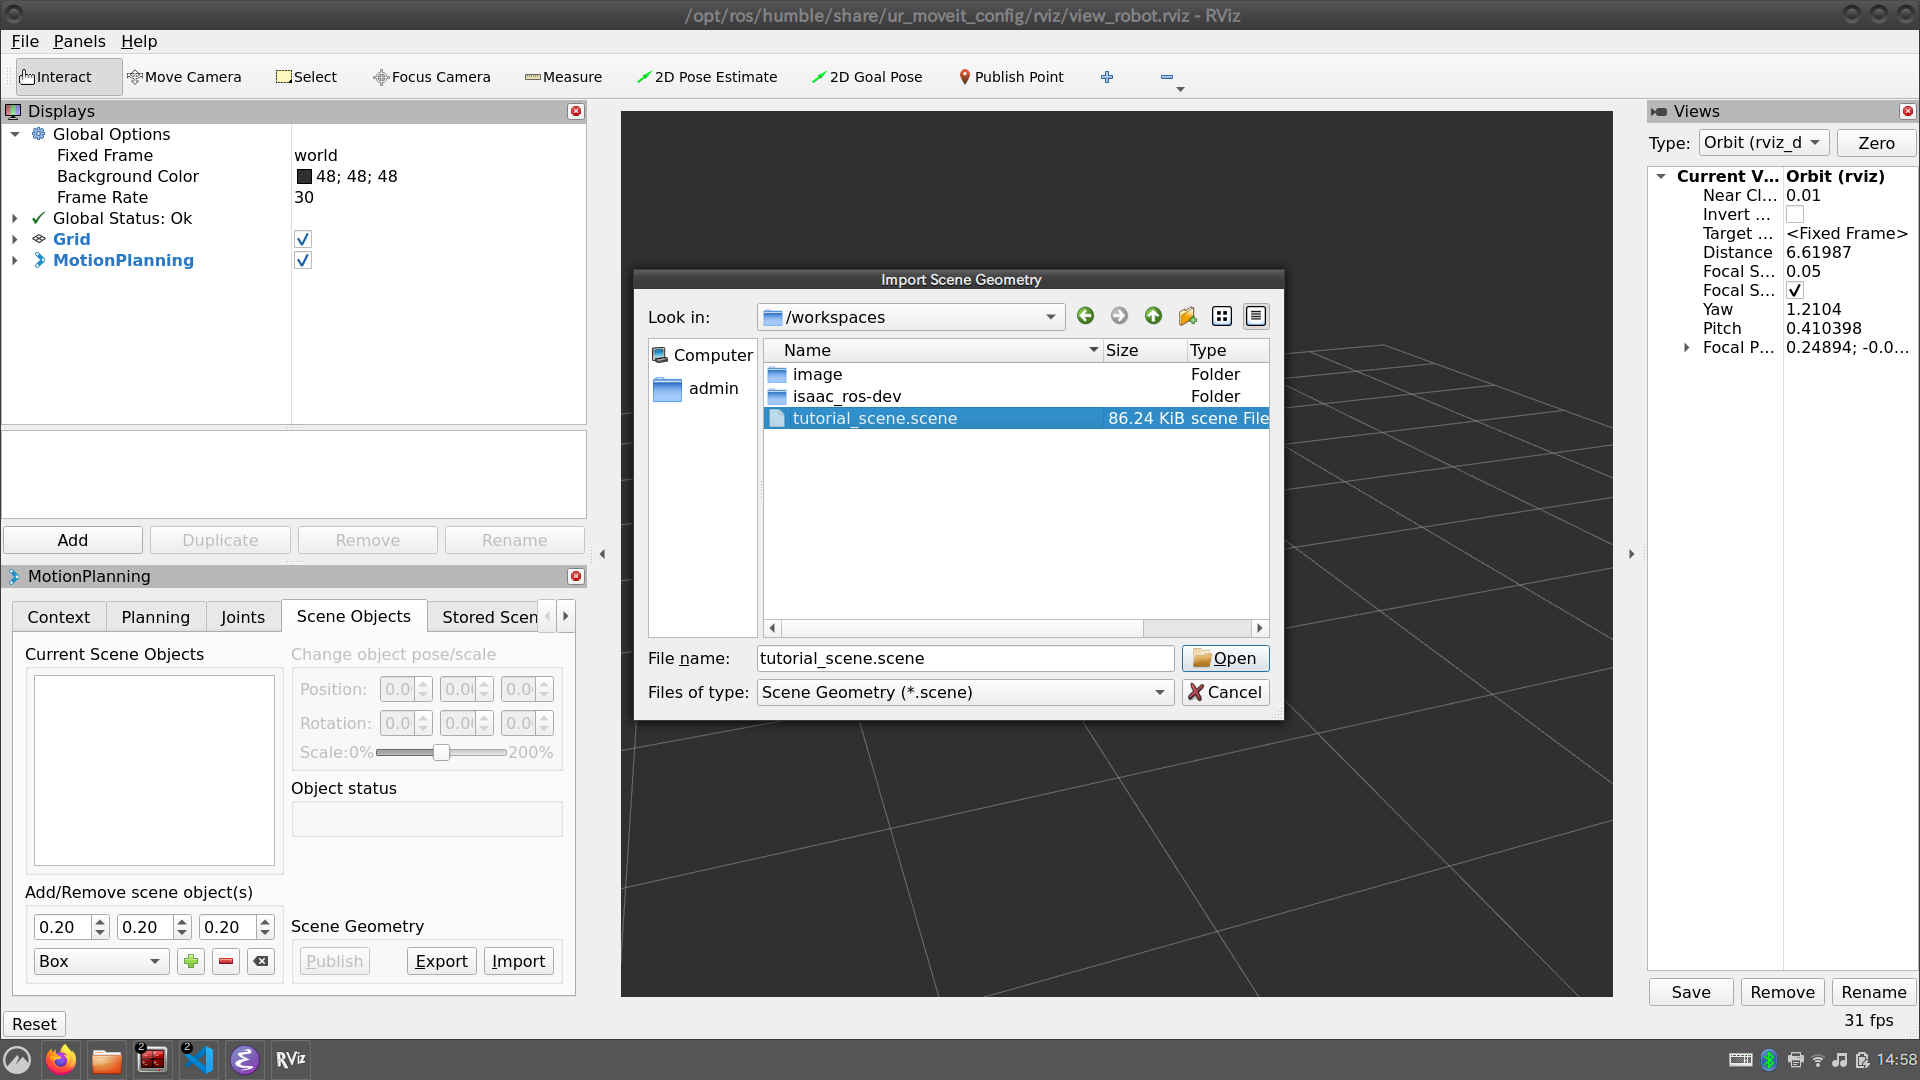 /opt/ros/humble/share/ur_moveit_config/rviz/view_robot.rviz - RViz
File Panels Help
Interact Move Camera Select Focus Camera Measure 2D Pose Estimate 2D Goal Pose Publish Point
Displays
Global Options
Fixed Frame world
Background Color 48; 48; 48
Frame Rate 30
Global Status: Ok
Grid
MotionPlanning
Add Duplicate Remove Rename
MotionPlanning
Context Planning Joints Scene Objects Stored Scen
Current Scene Objects
Change object pose/scale
Position: 0.0 0.0 0.0
Rotation: 0.0 0.0 0.0
Scale: 0% 200%
Object status
Add/Remove scene object(s)
0.20 0.20 0.20
Box
Scene Geometry
Publish Export Import
Reset
Import Scene Geometry
Look in: /workspaces
Computer
admin
Name Size Type
image Folder
isaac_ros-dev Folder
tutorial_scene.scene 86.24 KiB scene File
File name: tutorial_scene.scene Open
Files of type: Scene Geometry (*.scene) Cancel
Views
Type: Orbit (rviz_d Zero
Current V... Orbit (rviz)
Near Cl... 0.01
Invert ...
Target ... <Fixed Frame>
Distance 6.61987
Focal S... 0.05
Focal S...
Yaw 1.2104
Pitch 0.410398
Focal P... 0.24894; -0.0...
Save Remove Rename
31 fps
2 2 RViz 14:58